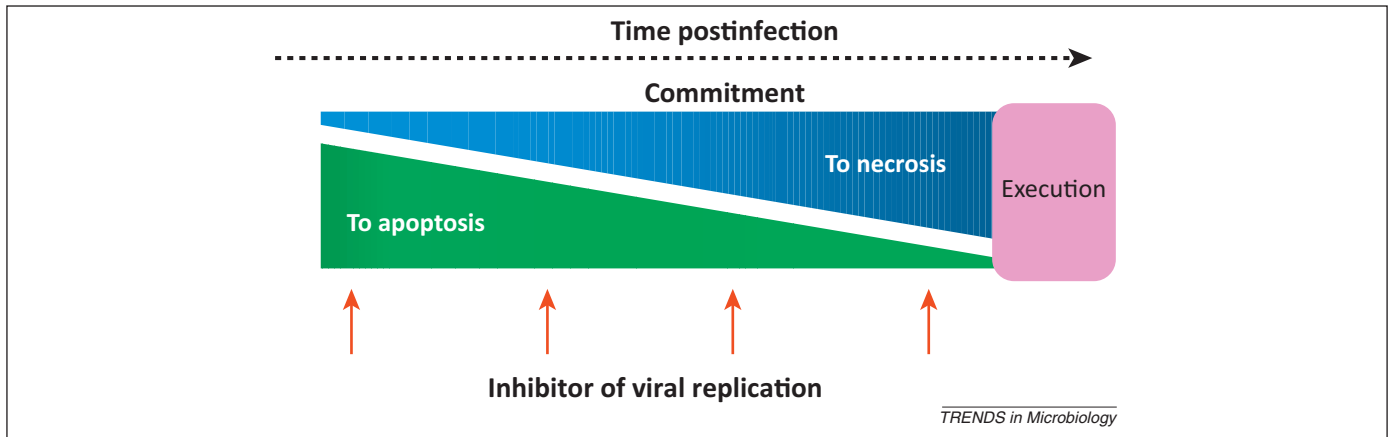 Time postinfection
Commitment
To necrosis
Execution
To apoptosis
Inhibitor of viral replication
TRENDS in Microbiology